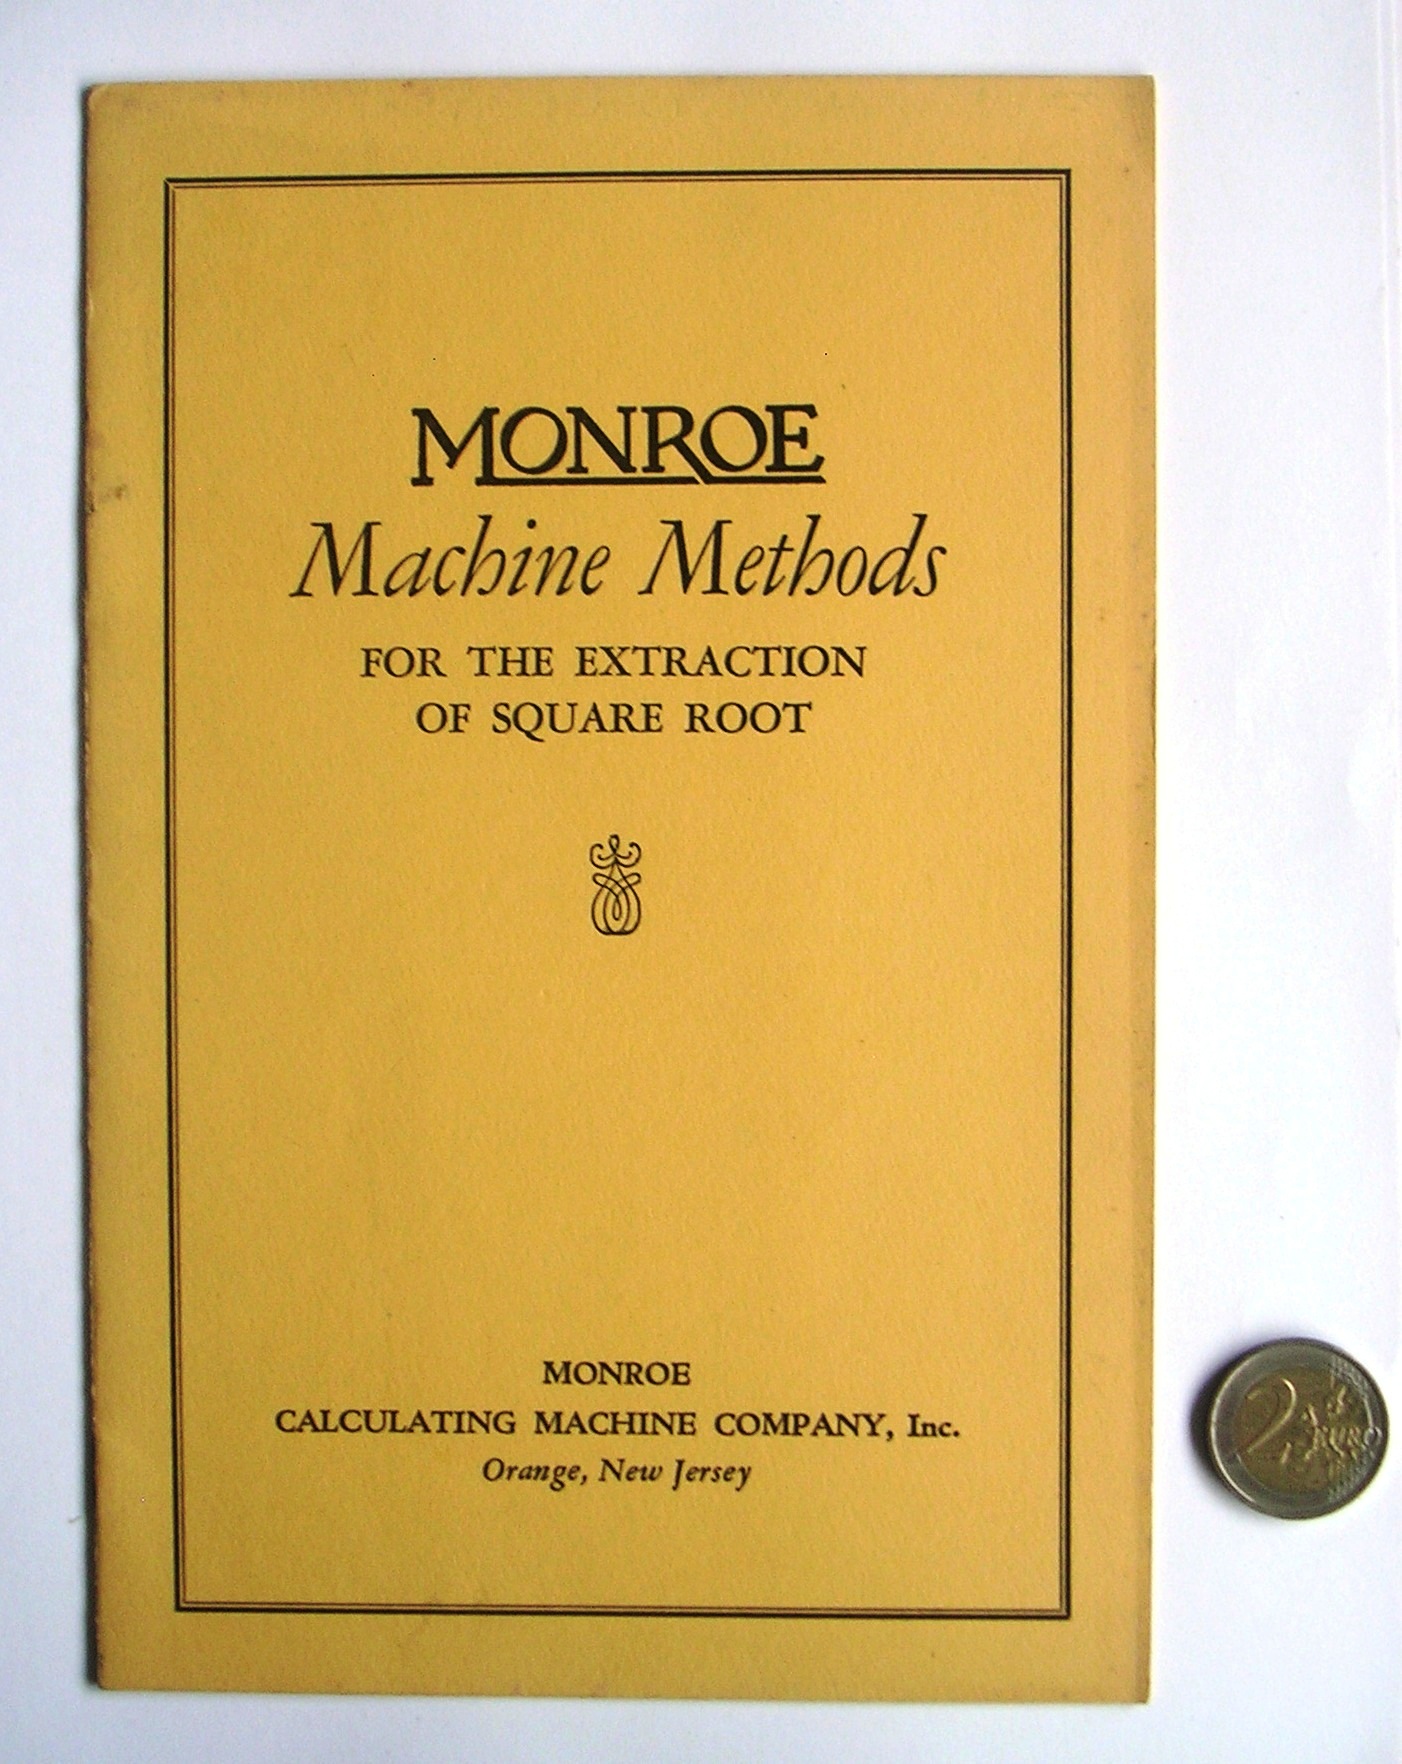 MONROE
Machine Methods
FOR THE EXTRACTION
OF SQUARE ROOT
MONROE
CALCULATING MACHINE COMPANY, Inc.
Orange, New Jersey
2 EURO